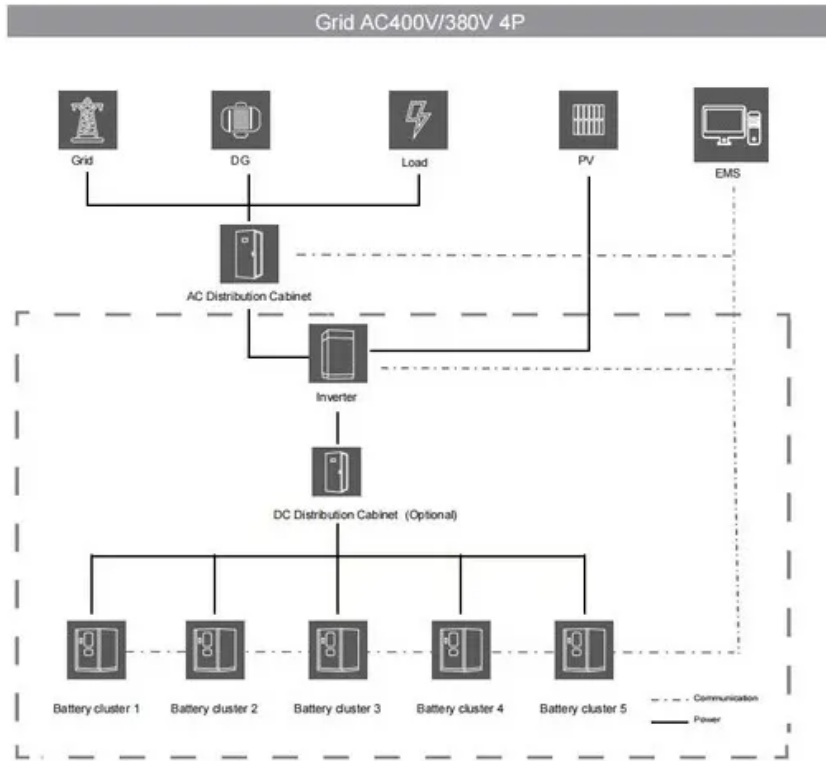 Grid AC400V/380V 4P
Grid
DG
Load
PV
EMS
AC Distribution Cabinet
Inverter
DC Distribution Cabinet (Optional)
Battery cluster 1
Battery cluster 2
Battery cluster 3
Battery cluster 4
Battery cluster 5
Communication
Power